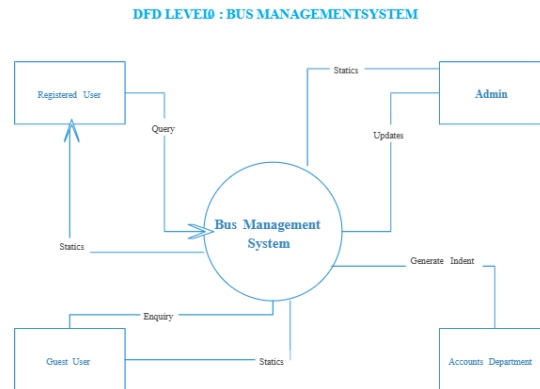 DFD LEVEL0 : BUS MANAGEMENTSYSTEM
Statics
Registered User
Admin
Query
Updates
Bus Management
System
Statics
Generate Indent
Enquiry
Guest User
Statics
Accounts Department